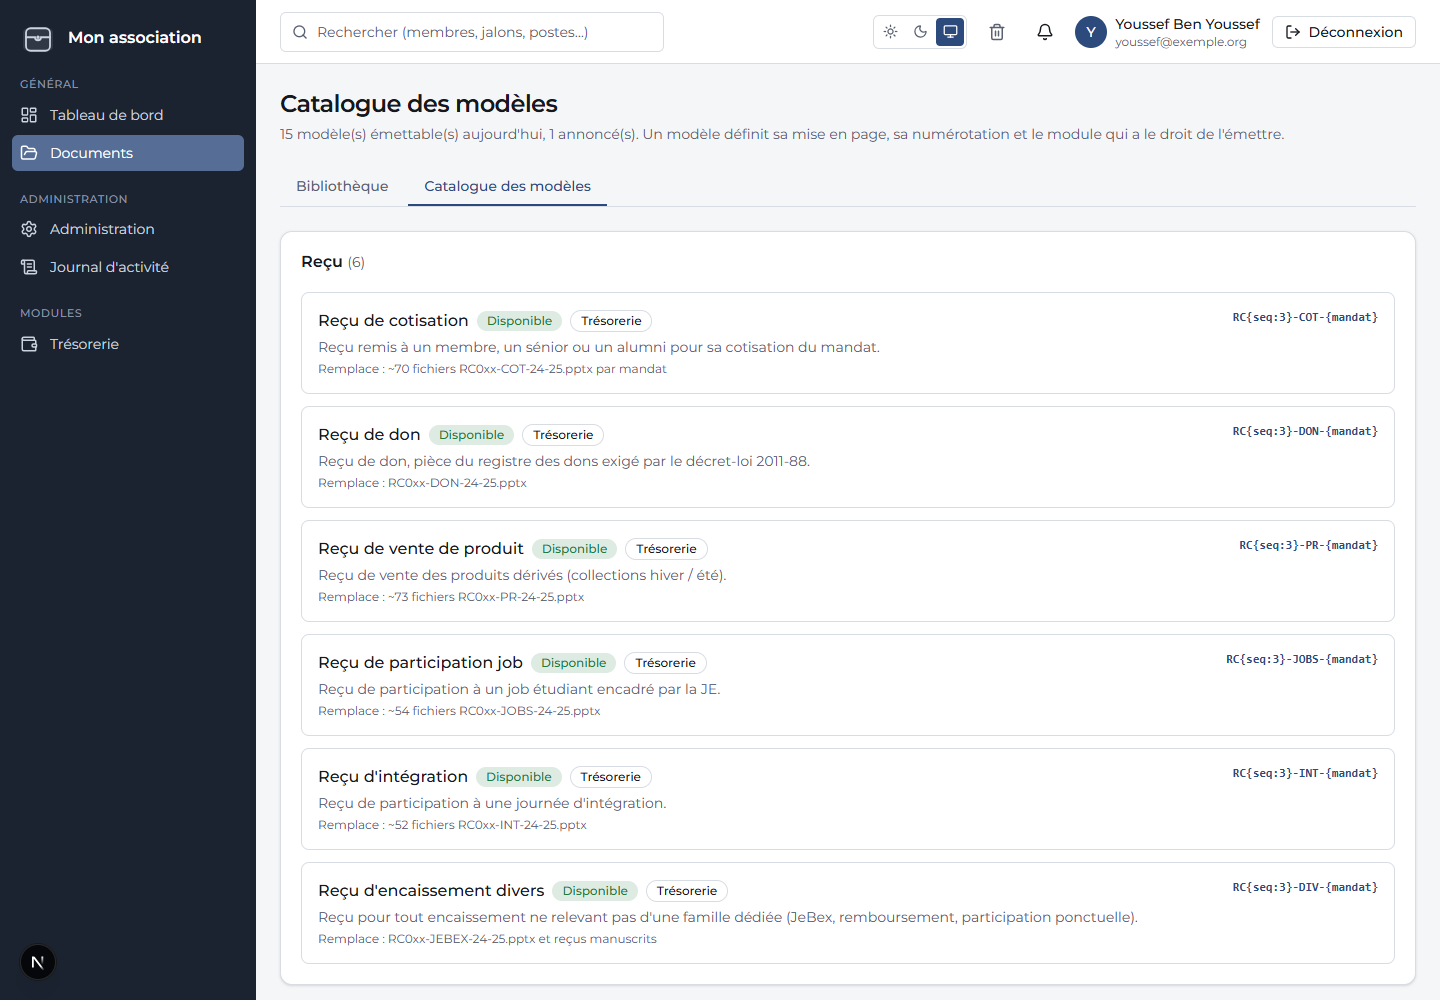 Mon association
GÉNÉRAL
Tableau de bord
Documents
ADMINISTRATION
Administration
Journal d'activité
MODULES
Trésorerie
N
Rechercher (membres, jalons, postes...)
Y
Youssef Ben Youssef
youssef@exemple.org
Déconnexion
Catalogue des modèles
15 modèle(s) émettable(s) aujourd'hui, 1 annoncé(s). Un modèle définit sa mise en page, sa numérotation et le module qui a le droit de l'émettre.
Bibliothèque
Catalogue des modèles
Reçu (6)
Reçu de cotisation Disponible Trésorerie RC{seq:3}-COT-{mandat}
Reçu remis à un membre, un sénior ou un alumni pour sa cotisation du mandat.
Remplace : ~70 fichiers RC0xx-COT-24-25.pptx par mandat
Reçu de don Disponible Trésorerie RC{seq:3}-DON-{mandat}
Reçu de don, pièce du registre des dons exigé par le décret-loi 2011-88.
Remplace : RC0xx-DON-24-25.pptx
Reçu de vente de produit Disponible Trésorerie RC{seq:3}-PR-{mandat}
Reçu de vente des produits dérivés (collections hiver / été).
Remplace : ~73 fichiers RC0xx-PR-24-25.pptx
Reçu de participation job Disponible Trésorerie RC{seq:3}-JOBS-{mandat}
Reçu de participation à un job étudiant encadré par la JE.
Remplace : ~54 fichiers RC0xx-JOBS-24-25.pptx
Reçu d'intégration Disponible Trésorerie RC{seq:3}-INT-{mandat}
Reçu de participation à une journée d'intégration.
Remplace : ~52 fichiers RC0xx-INT-24-25.pptx
Reçu d'encaissement divers Disponible Trésorerie RC{seq:3}-DIV-{mandat}
Reçu pour tout encaissement ne relevant pas d'une famille dédiée (JeBex, remboursement, participation ponctuelle).
Remplace : RC0xx-JEBEX-24-25.pptx et reçus manuscrits